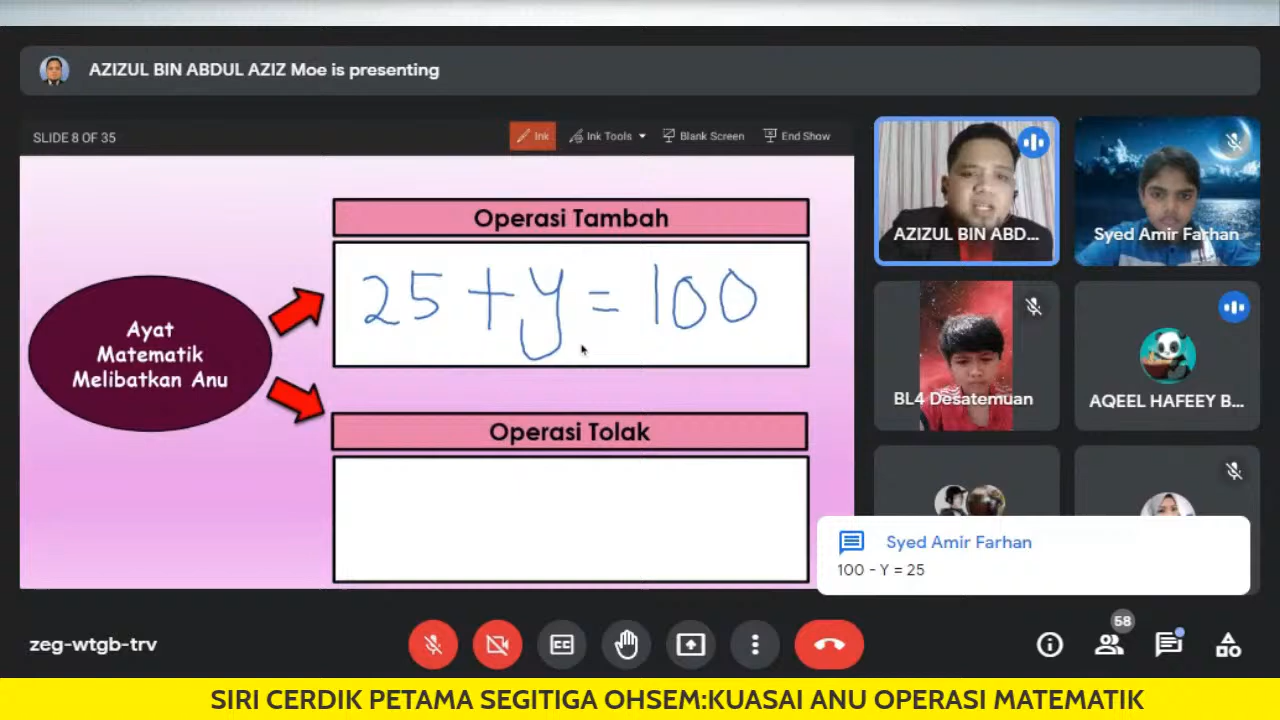 AZIZUL BIN ABDUL AZIZ Moe is presenting
SLIDE 8 OF 35
Ink
Ink Tools
Blank Screen
End Show
Operasi Tambah
25 + y = 100
Ayat
Matematik
Melibatkan Anu
Operasi Tolak
AZIZUL BIN ABD...
Syed Amir Farhan
BL4 Desatemuan
AQEEL HAFEEY B...
Syed Amir Farhan
100 - Y = 25
zeg-wtgb-trv
58
SIRI CERDIK PETAMA SEGITIGA OHSEM:KUASAI ANU OPERASI MATEMATIK